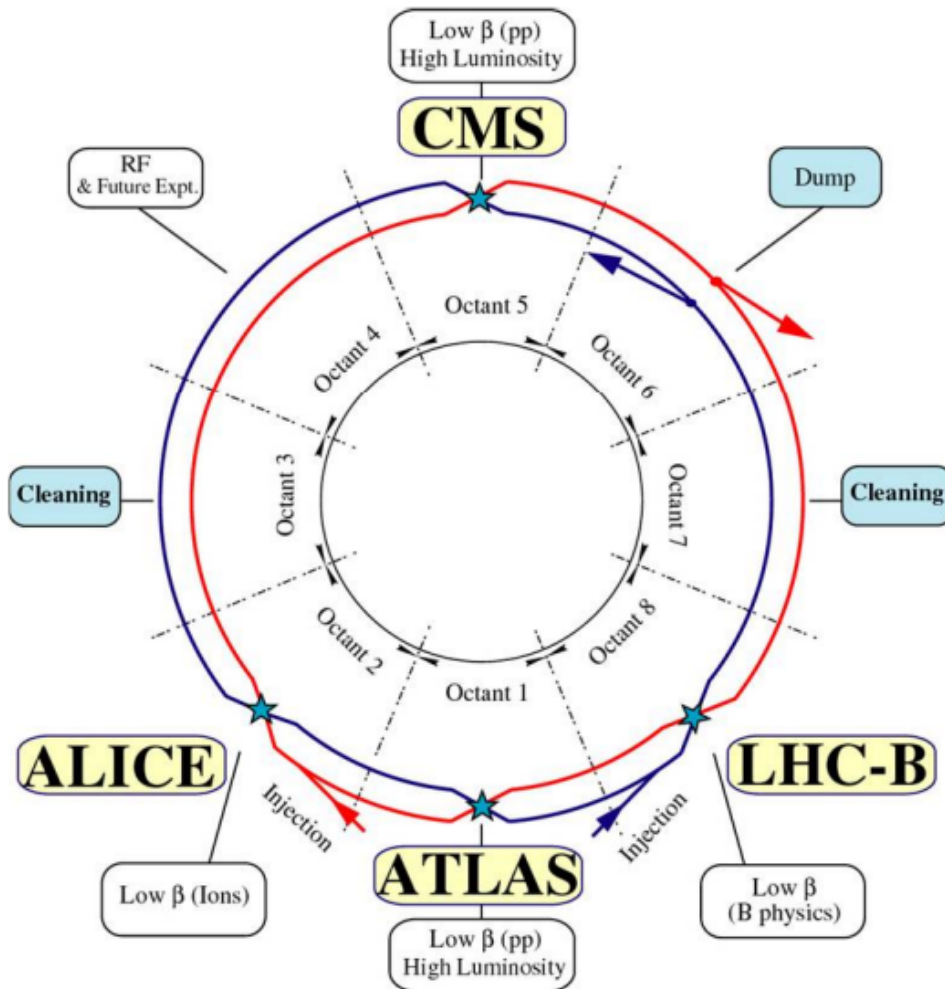 Low β (pp)
High Luminosity
CMS
RF
& Future Expt.
Dump
Octant 5
Octant 4
Octant 6
Cleaning
Octant 3
Octant 7
Cleaning
Octant 2
Octant 8
Octant 1
ALICE
LHC-B
Injection
Injection
ATLAS
Low β (Ions)
Low β
(B physics)
Low β (pp)
High Luminosity